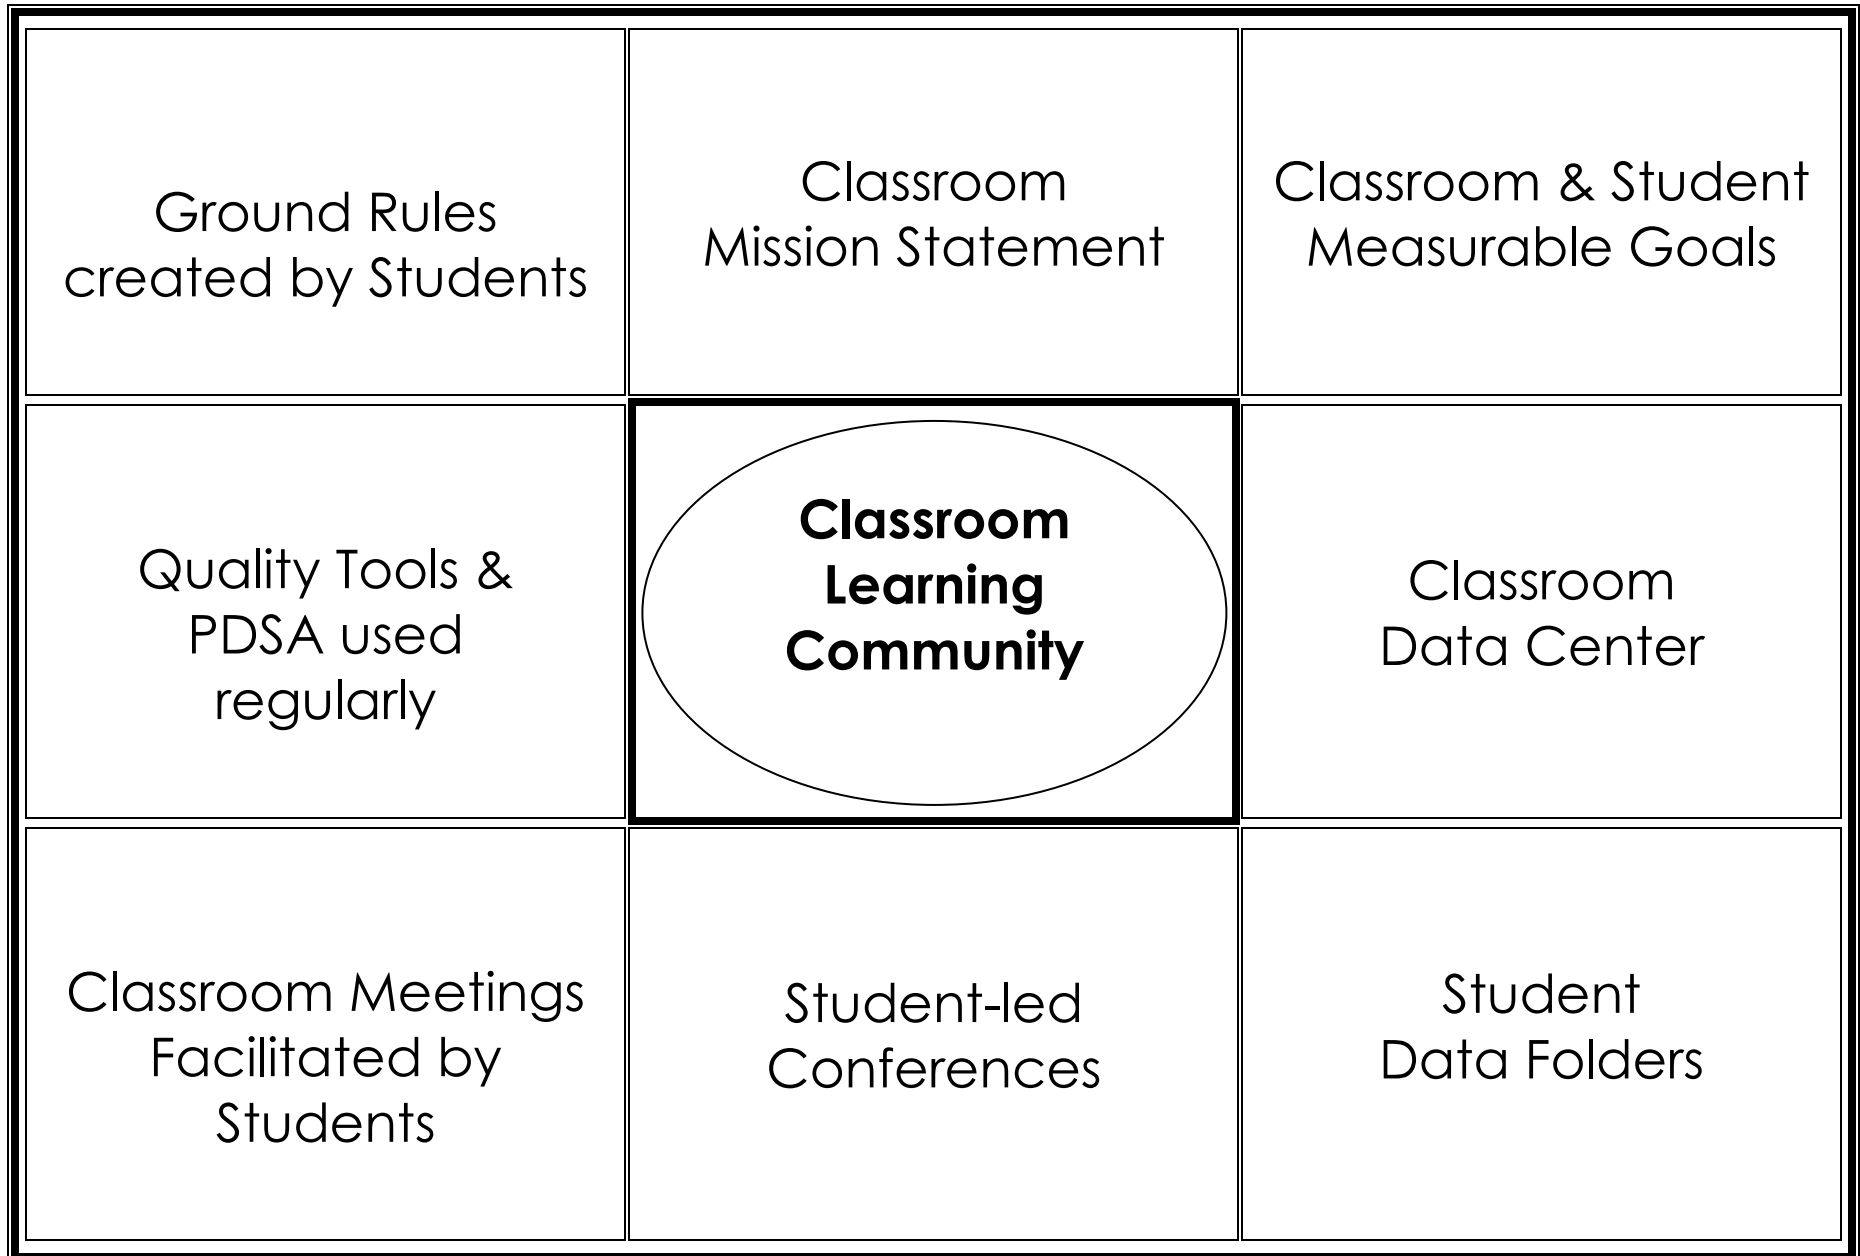 Ground Rules
created by Students
Classroom
Mission Statement
Classroom & Student
Measurable Goals
Quality Tools &
PDSA used
regularly
Classroom
Learning
Community
Classroom
Data Center
Classroom Meetings
Facilitated by
Students
Student-led
Conferences
Student
Data Folders